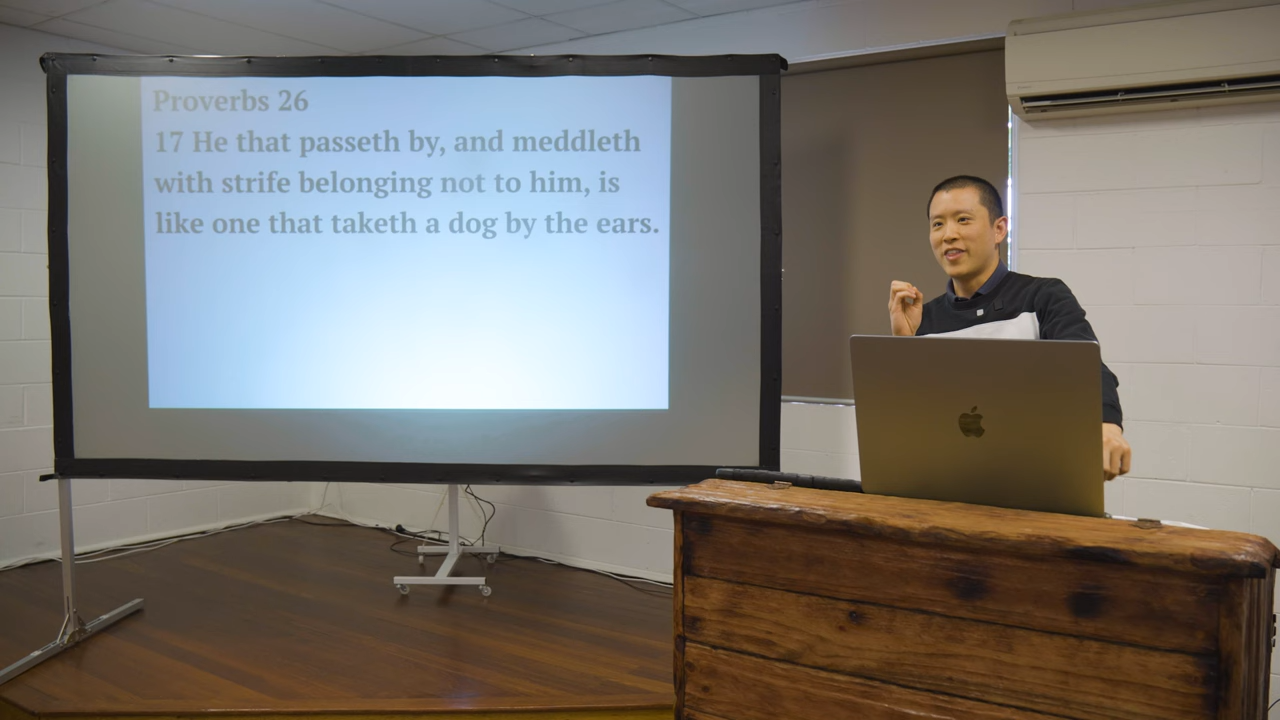 Proverbs 26
17 He that passeth by, and meddleth
with strife belonging not to him, is
like one that taketh a dog by the ears.